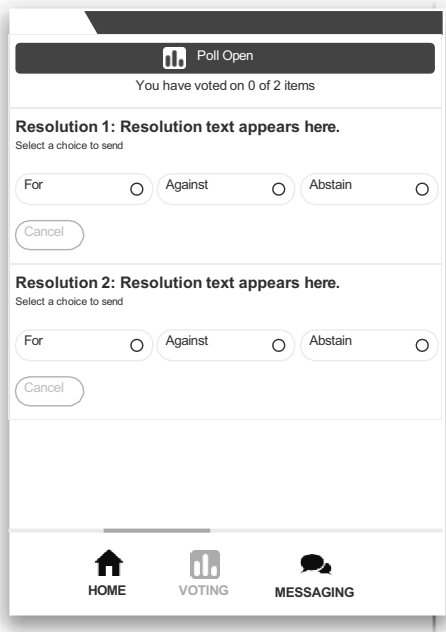 Poll Open
You have voted on 0 of 2 items
Resolution 1: Resolution text appears here.
Select a choice to send
For Against Abstain
Cancel
Resolution 2: Resolution text appears here.
Select a choice to send
For Against Abstain
Cancel
HOME VOTING MESSAGING